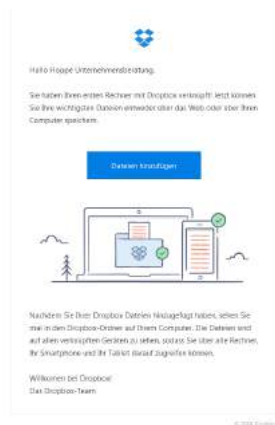 Hallo Hoppe Unternehmensberatung,
Sie haben Ihren ersten Rechner mit Dropbox verknüpft! Jetzt können
Sie Ihre wichtigsten Dateien entweder über das Web oder über Ihren
Computer speichern.
Dateien hinzufügen
Nachdem Sie Ihrer Dropbox Dateien hinzugefügt haben, sehen Sie
mal in den Dropbox-Ordner auf Ihrem Computer. Die Dateien sind
auf allen verknüpften Geräten zu sehen, sodass Sie über alle Rechner,
Ihr Smartphone und Ihr Tablet darauf zugreifen können.
Willkommen bei Dropbox!
Das Dropbox-Team